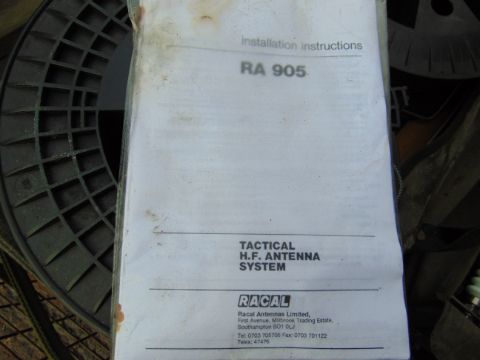 installation instructions
RA 905
TACTICAL
H.F. ANTENNA
SYSTEM
RACAL
Racal Antennas Limited,
First Avenue, Millbrook Trading Estate,
Southampton SO1 0LJ
Tel: 0703 705705 Fax: 0703 701122
Telex: 47476